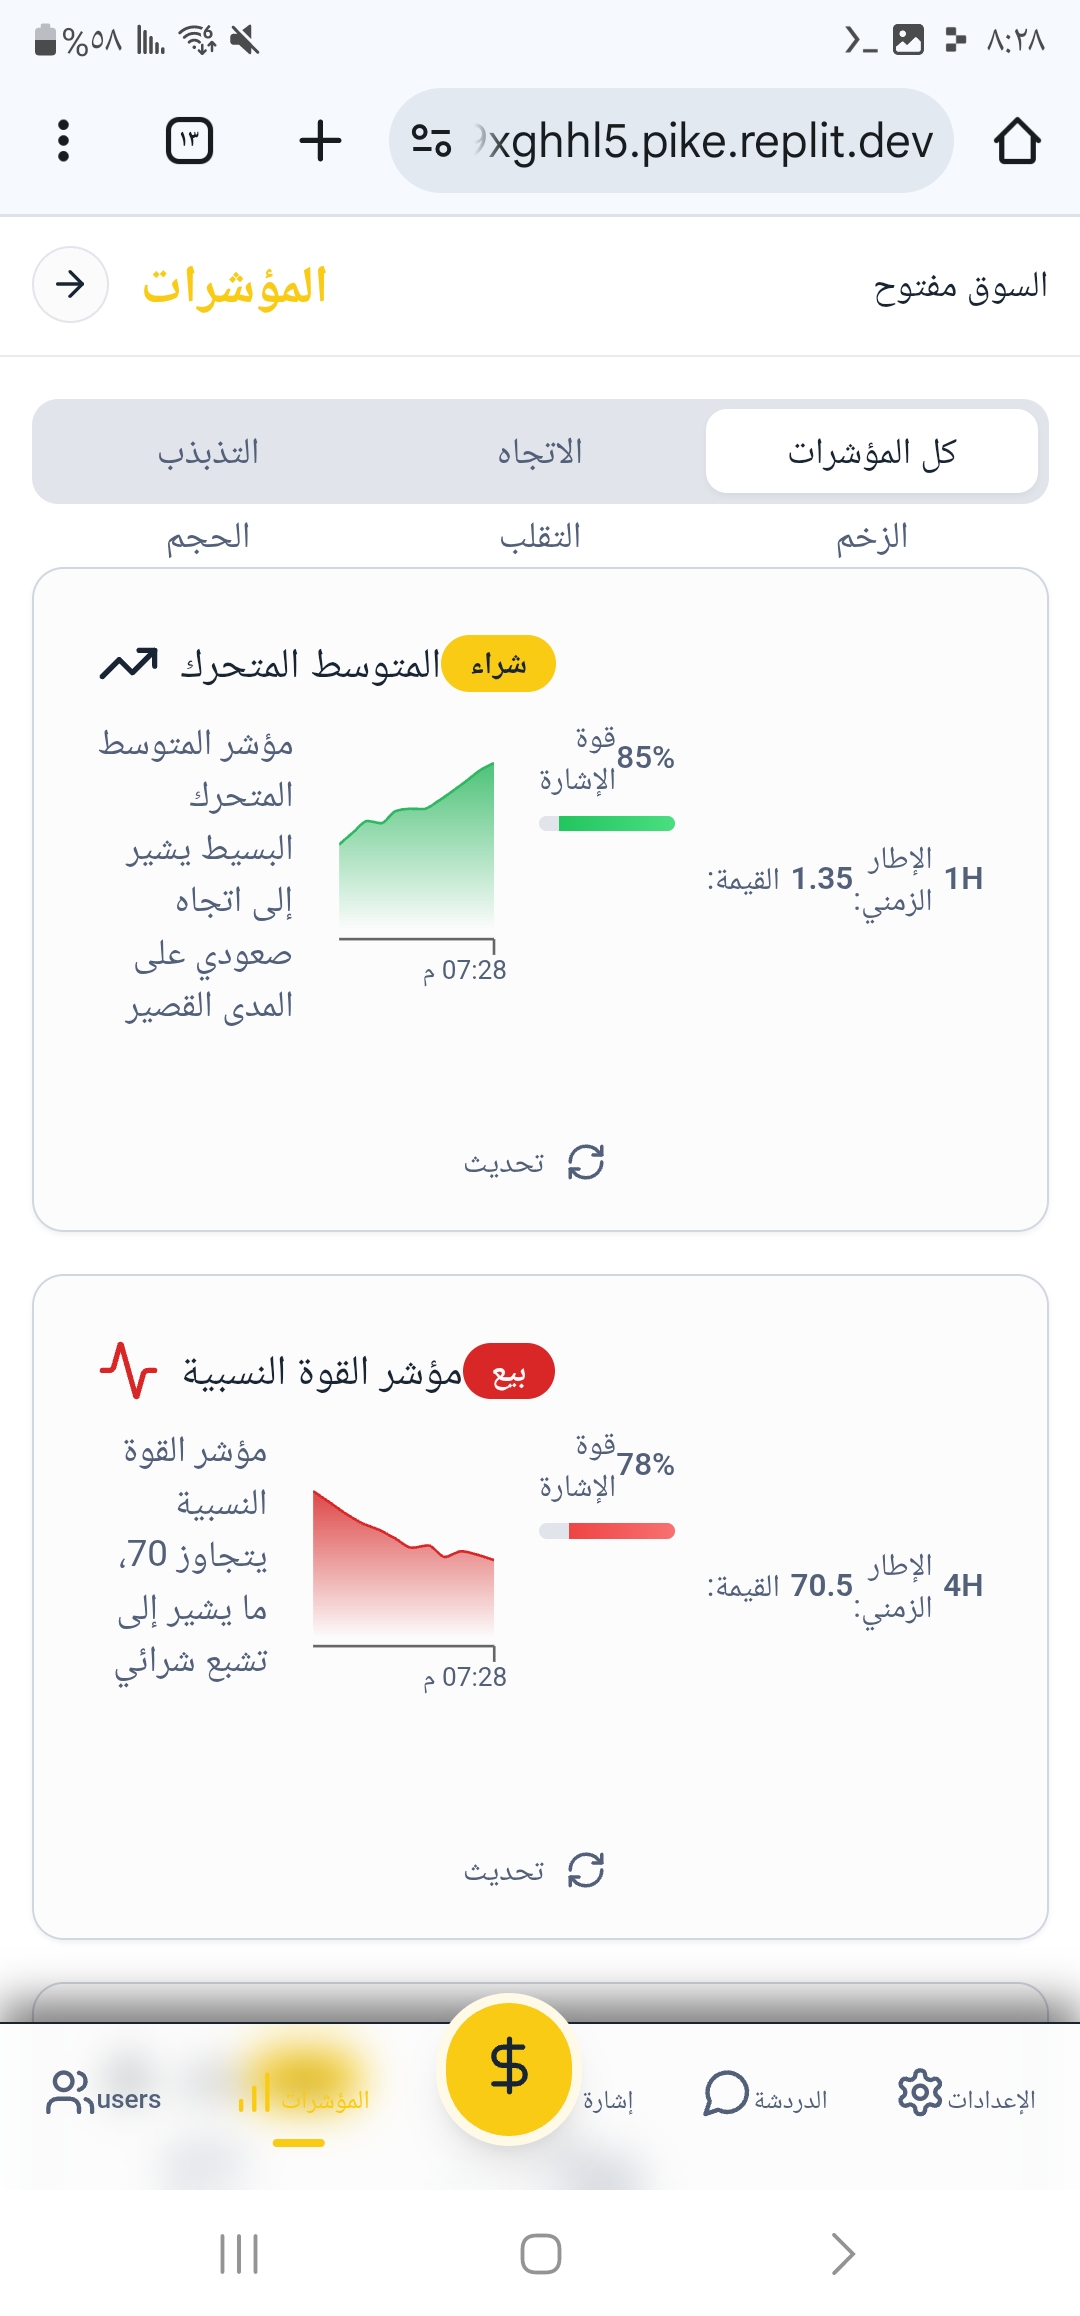 ٨:٢٨
%٥٨
6
١٣
xghhl5.pike.replit.dev
السوق مفتوح
المؤشرات
كل المؤشرات
الاتجاه
التذبذب
الزخم
التقلب
الحجم
شراء
المتوسط المتحرك
مؤشر المتوسط
المتحرك
البسيط يشير
إلى اتجاه
صعودي على
المدى القصير
07:28 م
قوة
الإشارة
85%
القيمة: 1.35
الإطار
الزمني:
1H
تحديث
بيع
مؤشر القوة النسبية
مؤشر القوة
النسبية
يتجاوز 70،
ما يشير إلى
تشبع شرائي
07:28 م
قوة
الإشارة
78%
القيمة: 70.5
الإطار
الزمني:
4H
تحديث
الإعدادات
الدردشة
إشارة
$
المؤشرات
users